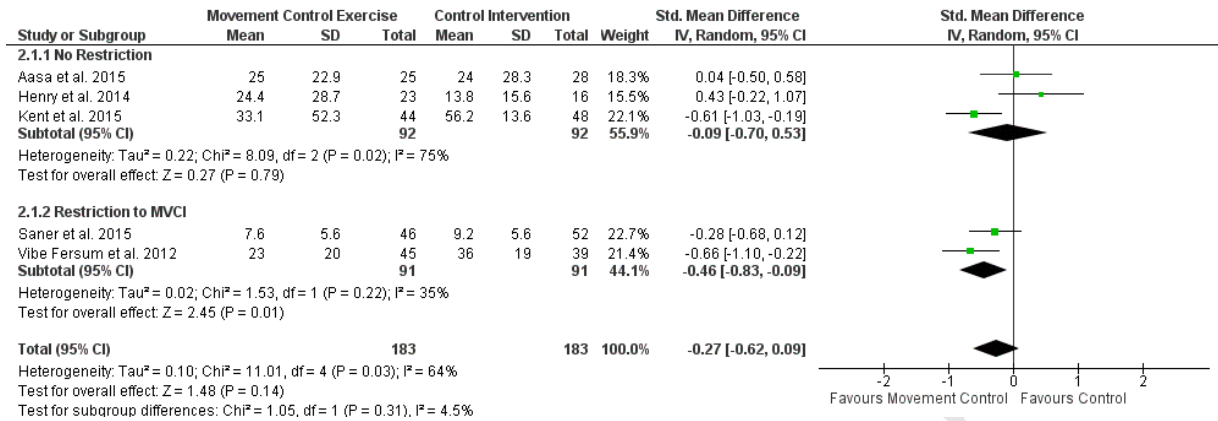 Movement Control Exercise Control Intervention Std. Mean Difference Std. Mean Difference
Study or Subgroup Mean SD Total Mean SD Total Weight IV, Random, 95% CI IV, Random, 95% CI
2.1.1 No Restriction
Aasa et al. 2015 25 22.9 25 24 28.3 28 18.3% 0.04 [-0.50, 0.58]
Henry et al. 2014 24.4 28.7 23 13.8 15.6 16 15.5% 0.43 [-0.22, 1.07]
Kent et al. 2015 33.1 52.3 44 56.2 13.6 48 22.1% -0.61 [-1.03, -0.19]
Subtotal (95% CI) 92 92 55.9% -0.09 [-0.70, 0.53]
Heterogeneity: Tau² = 0.22; Chi² = 8.09, df = 2 (P = 0.02); I² = 75%
Test for overall effect: Z = 0.27 (P = 0.79)
2.1.2 Restriction to MVCI
Saner et al. 2015 7.6 5.6 46 9.2 5.6 52 22.7% -0.28 [-0.68, 0.12]
Vibe Fersum et al. 2012 23 20 45 36 19 39 21.4% -0.66 [-1.10, -0.22]
Subtotal (95% CI) 91 91 44.1% -0.46 [-0.83, -0.09]
Heterogeneity: Tau² = 0.02; Chi² = 1.53, df = 1 (P = 0.22); I² = 35%
Test for overall effect: Z = 2.45 (P = 0.01)
Total (95% CI) 183 183 100.0% -0.27 [-0.62, 0.09]
Heterogeneity: Tau² = 0.10; Chi² = 11.01, df = 4 (P = 0.03); I² = 64%
Test for overall effect: Z = 1.48 (P = 0.14)
Test for subgroup differences: Chi² = 1.05, df = 1 (P = 0.31), I² = 4.5%
-2 -1 0 1 2
Favours Movement Control Favours Control